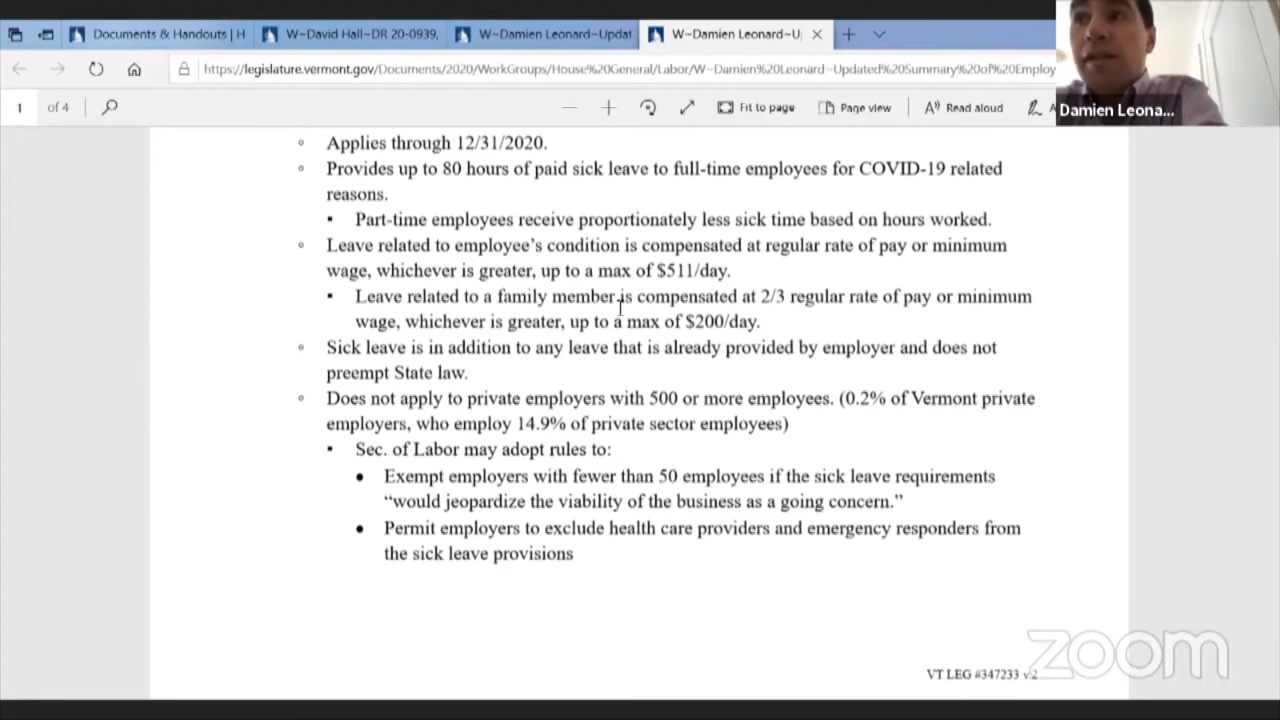 Documents & Handouts | H
W~David Hall~DR 20-0939,
W~Damien Leonard~Updat
W~Damien Leonard~U
https://legislature.vermont.gov/Documents/2020/WorkGroups/House%20General/Labor/W~Damien%20Leonard~Updated%20Summary%20of%20Employ
1 of 4
Fit to page
Page view
Read aloud
Damien Leona...
Applies through 12/31/2020.
Provides up to 80 hours of paid sick leave to full-time employees for COVID-19 related
reasons.
Part-time employees receive proportionately less sick time based on hours worked.
Leave related to employee's condition is compensated at regular rate of pay or minimum
wage, whichever is greater, up to a max of $511/day.
Leave related to a family member is compensated at 2/3 regular rate of pay or minimum
wage, whichever is greater, up to a max of $200/day.
Sick leave is in addition to any leave that is already provided by employer and does not
preempt State law.
Does not apply to private employers with 500 or more employees. (0.2% of Vermont private
employers, who employ 14.9% of private sector employees)
Sec. of Labor may adopt rules to:
Exempt employers with fewer than 50 employees if the sick leave requirements
“would jeopardize the viability of the business as a going concern.”
Permit employers to exclude health care providers and emergency responders from
the sick leave provisions
zoom
VT LEG #347233 v.2